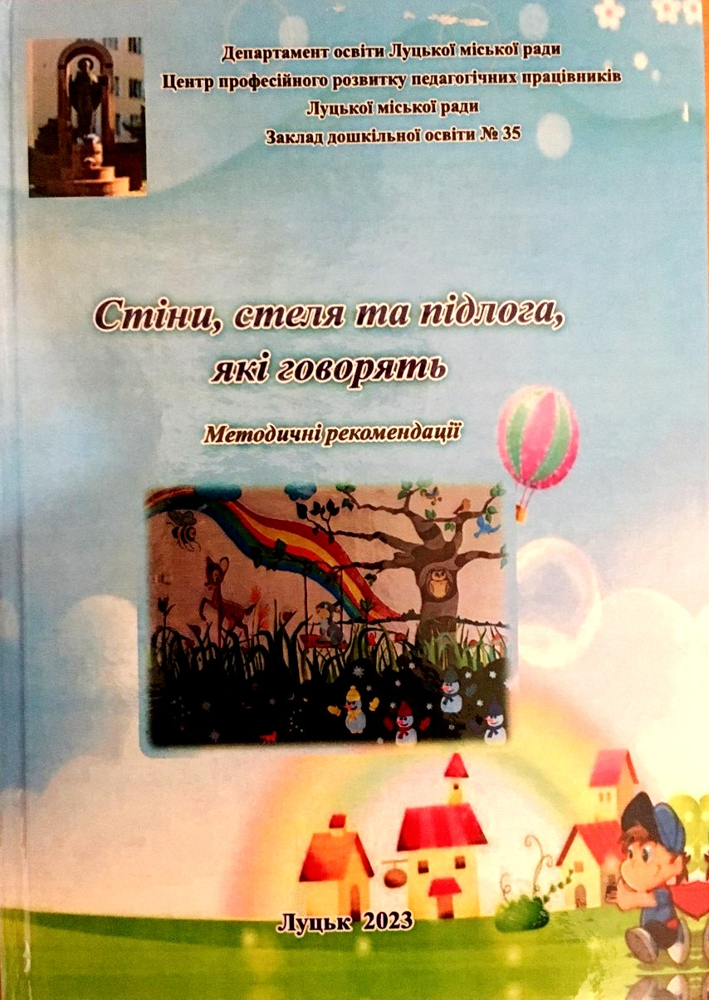 Департамент освіти Луцької міської ради
Центр професійного розвитку педагогічних працівників
Луцької міської ради
Заклад дошкільної освіти № 35
Стіни, стеля та підлога,
які говорять
Методичні рекомендації
Луцьк 2023